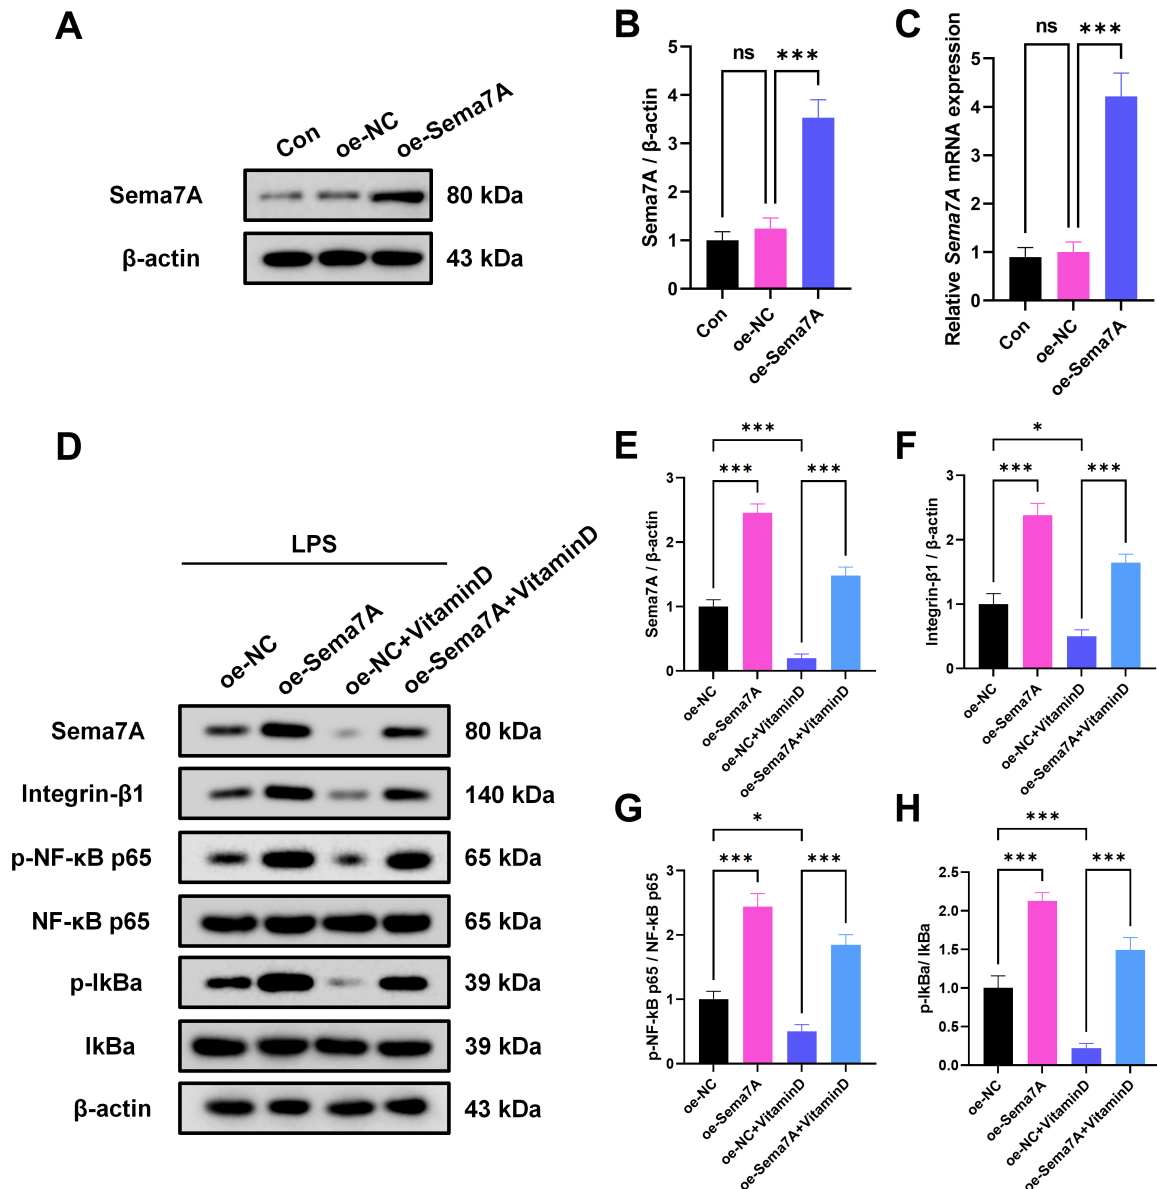 A
Con
oe-NC
oe-Sema7A
Sema7A
80 kDa
β-actin
43 kDa
B
Sema7A / β-actin
5
4
3
2
1
0
ns
***
Con
oe-NC
oe-Sema7A
C
Relative Sema7A mRNA expression
5
4
3
2
1
0
ns
***
Con
oe-NC
oe-Sema7A
D
LPS
oe-NC
oe-Sema7A
oe-NC+VitaminD
oe-Sema7A+VitaminD
Sema7A
80 kDa
Integrin-β1
140 kDa
p-NF-κB p65
65 kDa
NF-κB p65
65 kDa
p-IkBa
39 kDa
IkBa
39 kDa
β-actin
43 kDa
E
Sema7A / β-actin
3
2
1
0
***
***
***
oe-NC
oe-Sema7A
oe-NC+VitaminD
oe-Sema7A+VitaminD
F
Integrin-β1 / β-actin
3
2
1
0
*
***
***
oe-NC
oe-Sema7A
oe-NC+VitaminD
oe-Sema7A+VitaminD
G
p-NF-kB p65 / NF-kB p65
3
2
1
0
*
***
***
oe-NC
oe-Sema7A
oe-NC+VitaminD
oe-Sema7A+VitaminD
H
p-IkBa/ IkBa
2.5
2.0
1.5
1.0
0.5
0.0
***
***
***
oe-NC
oe-Sema7A
oe-NC+VitaminD
oe-Sema7A+VitaminD